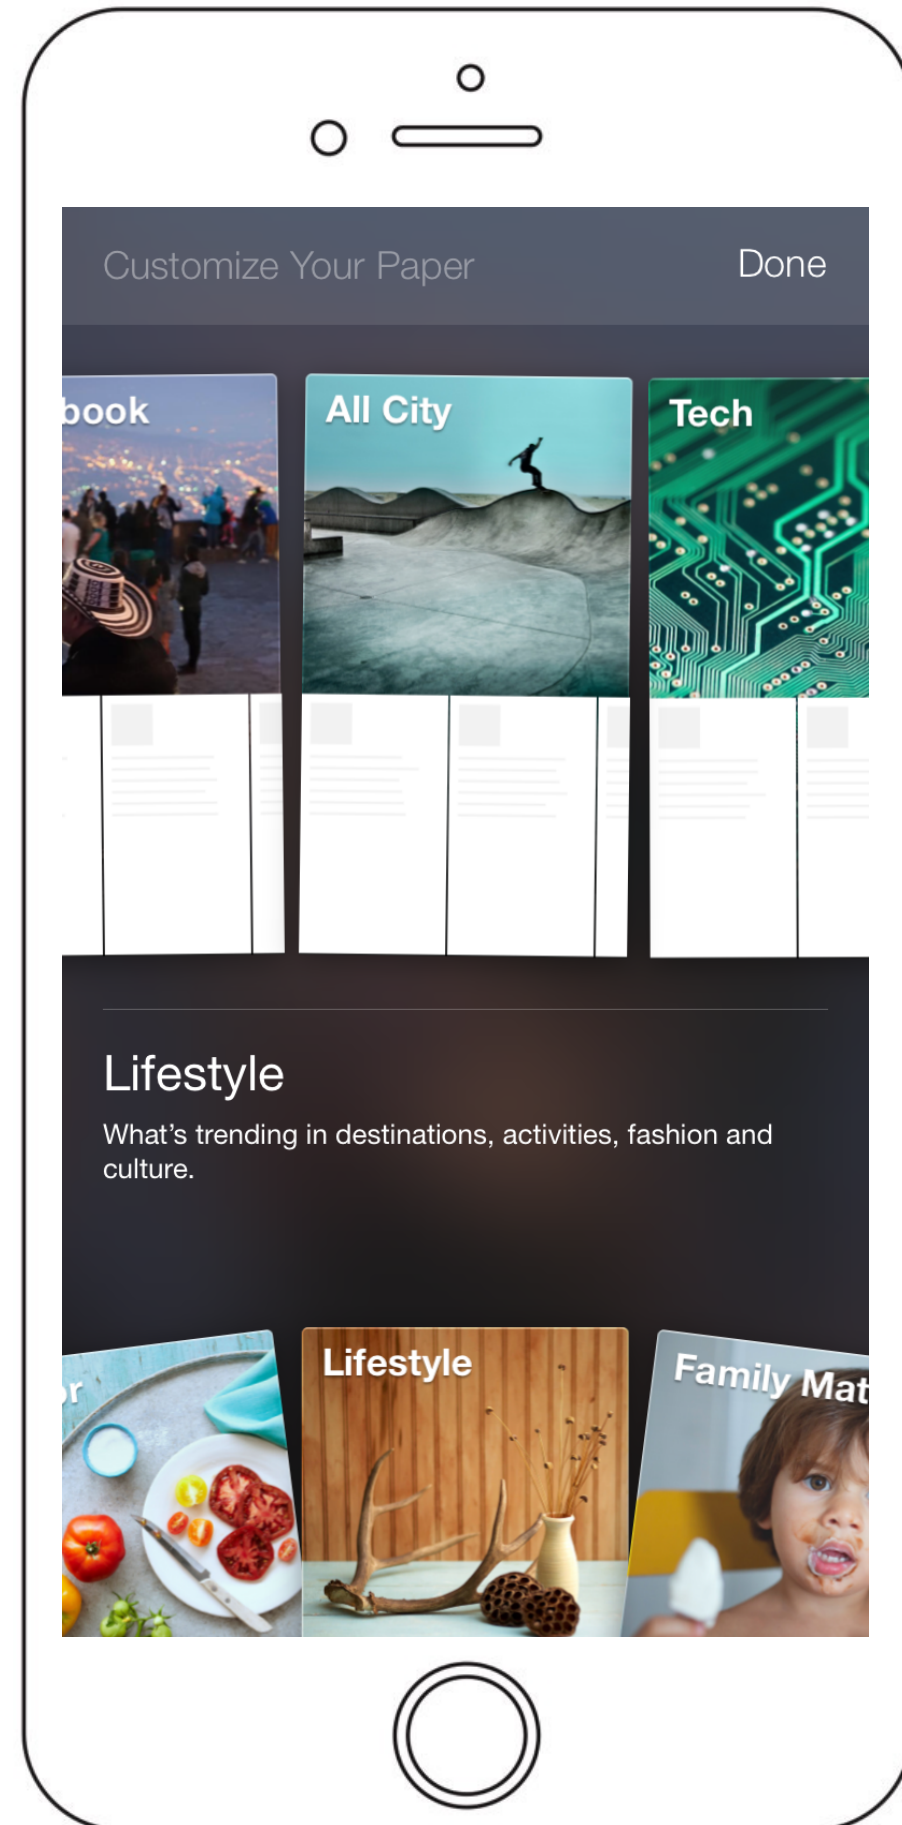 Customize Your Paper Done
book All City Tech
Lifestyle
What’s trending in destinations, activities, fashion and
culture.
r Lifestyle Family Mat